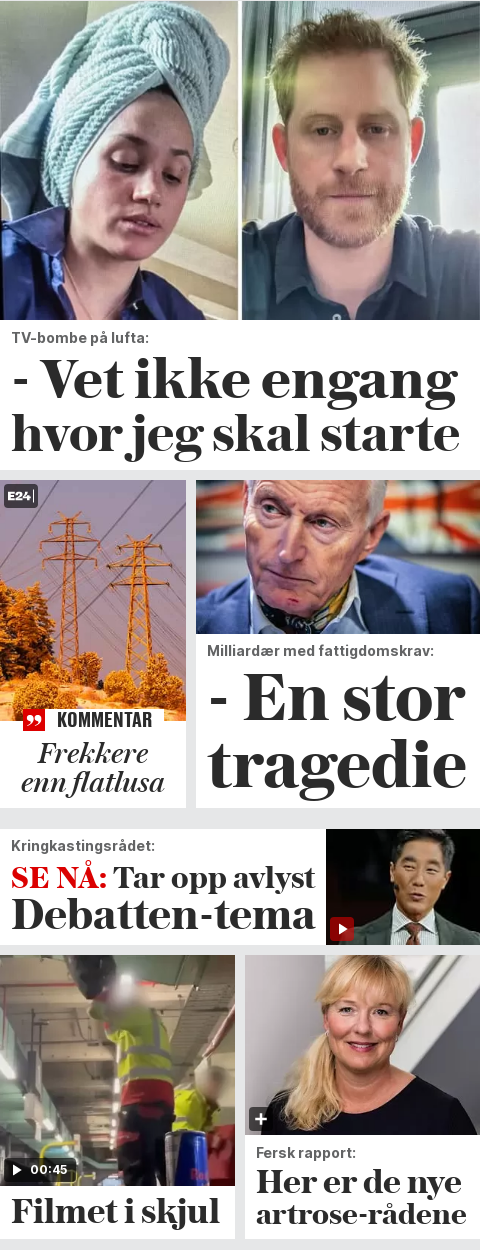 TV-bombe på lufta:
- Vet ikke engang
hvor jeg skal starte
E24
KOMMENTAR
Frekkere
enn flatlusa
Milliardær med fattigdomskrav:
- En stor
tragedie
Kringkastingsrådet:
SE NÅ: Tar opp avlyst
Debatten-tema
00:45
Filmet i skjul
Fersk rapport:
Her er de nye
artrose-rådene